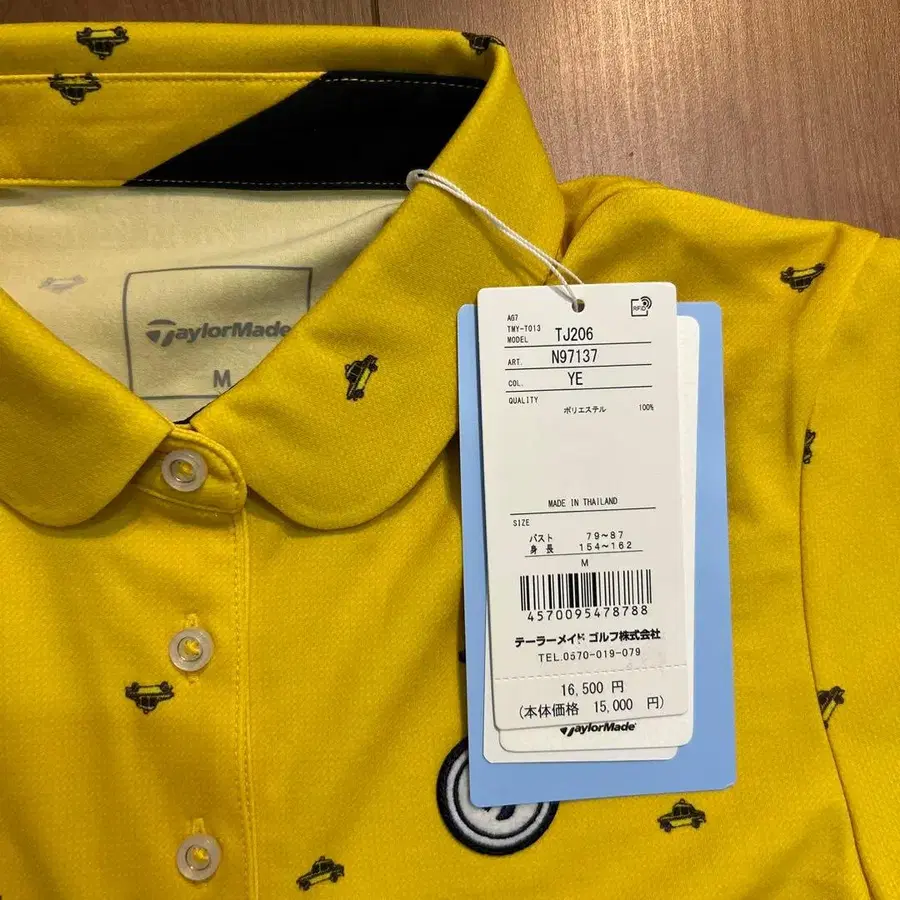 TaylorMade
M
RFID
AG7
TMY-T013
MODEL TJ206
ART. N97137
COL. YE
QUALITY
ポリエステル 100%
MADE IN THAILAND
SIZE
バスト 79~87
身長 154~162
M
4570095478788
テーラーメイド ゴルフ株式会社
TEL.0570-019-079
16,500 円
(本体価格 15,000 円)
TaylorMade